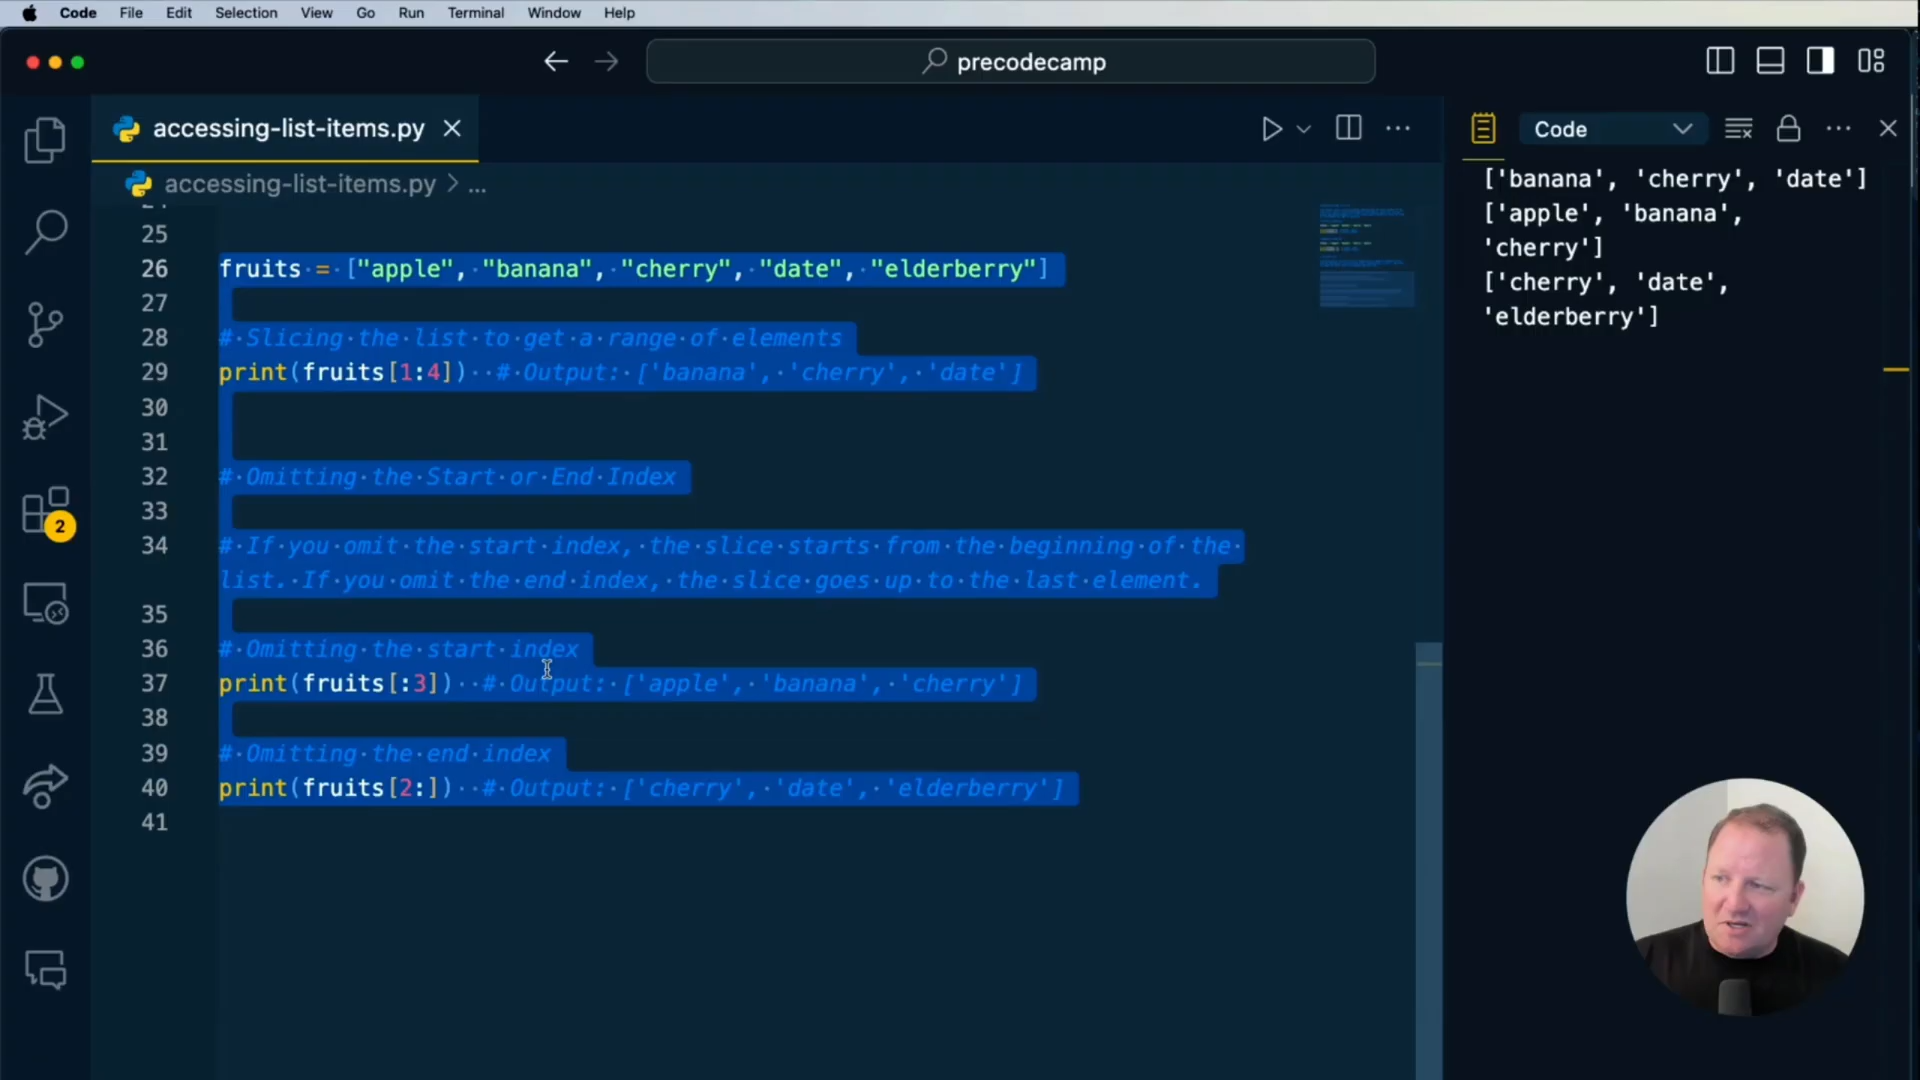 Code File Edit Selection View Go Run Terminal Window Help
precodecamp
accessing-list-items.py
Code
accessing-list-items.py > ...
25
26 fruits = ["apple", "banana", "cherry", "date", "elderberry"]
27
28 # Slicing the list to get a range of elements
29 print(fruits[1:4])  # Output: ['banana', 'cherry', 'date']
30
31
32 # Omitting the Start or End Index
33
34 # If you omit the start index, the slice starts from the beginning of the
list. If you omit the end index, the slice goes up to the last element.
35
36 # Omitting the start index
37 print(fruits[:3])  # Output: ['apple', 'banana', 'cherry']
38
39 # Omitting the end index
40 print(fruits[2:])  # Output: ['cherry', 'date', 'elderberry']
41
2
['banana', 'cherry', 'date']
['apple', 'banana',
'cherry']
['cherry', 'date',
'elderberry']